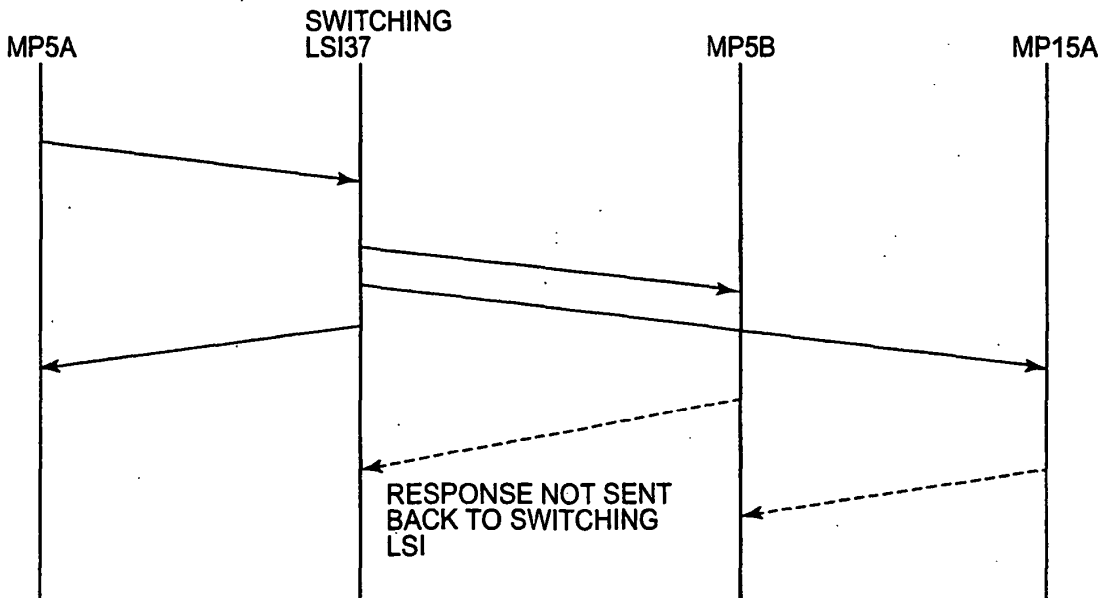 MP5A
SWITCHING
LSI37
MP5B
MP15A
RESPONSE NOT SENT
BACK TO SWITCHING
LSI